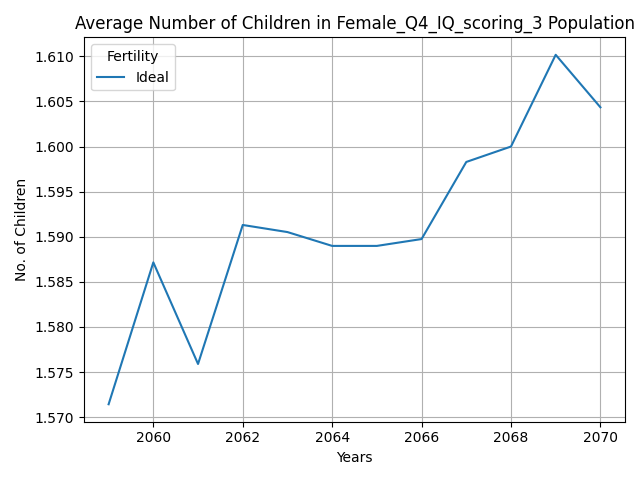 Average Number of Children in Female_Q4_IQ_scoring_3 Population
Fertility
Ideal
1.610
1.605
1.600
1.595
1.590
1.585
1.580
1.575
1.570
No. of Children
2060 2062 2064 2066 2068 2070
Years